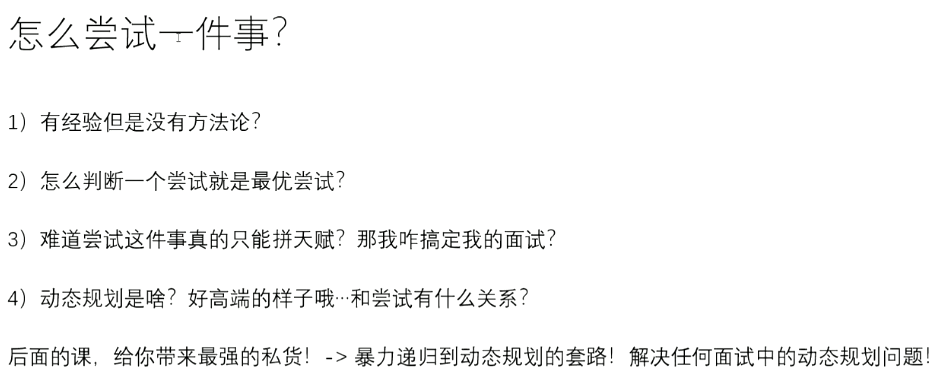 怎么尝试一件事?
1) 有经验但是没有方法论?
2) 怎么判断一个尝试就是最优尝试?
3) 难道尝试这件事真的只能拼天赋? 那我咋搞定我的面试?
4) 动态规划是啥? 好高端的样子哦…和尝试有什么关系?
后面的课, 给你带来最强的私货! -> 暴力递归到动态规划的套路! 解决任何面试中的动态规划问题!